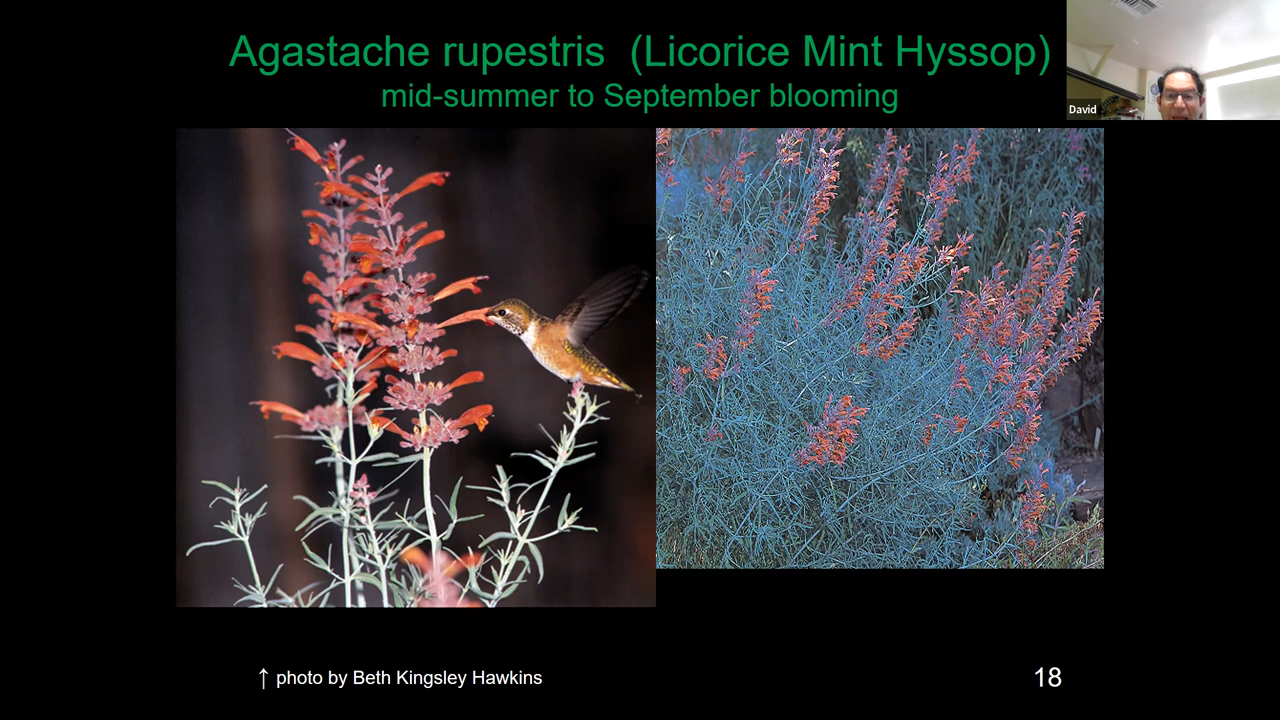 Agastache rupestris (Licorice Mint Hyssop)
mid-summer to September blooming
David
↑ photo by Beth Kingsley Hawkins
18